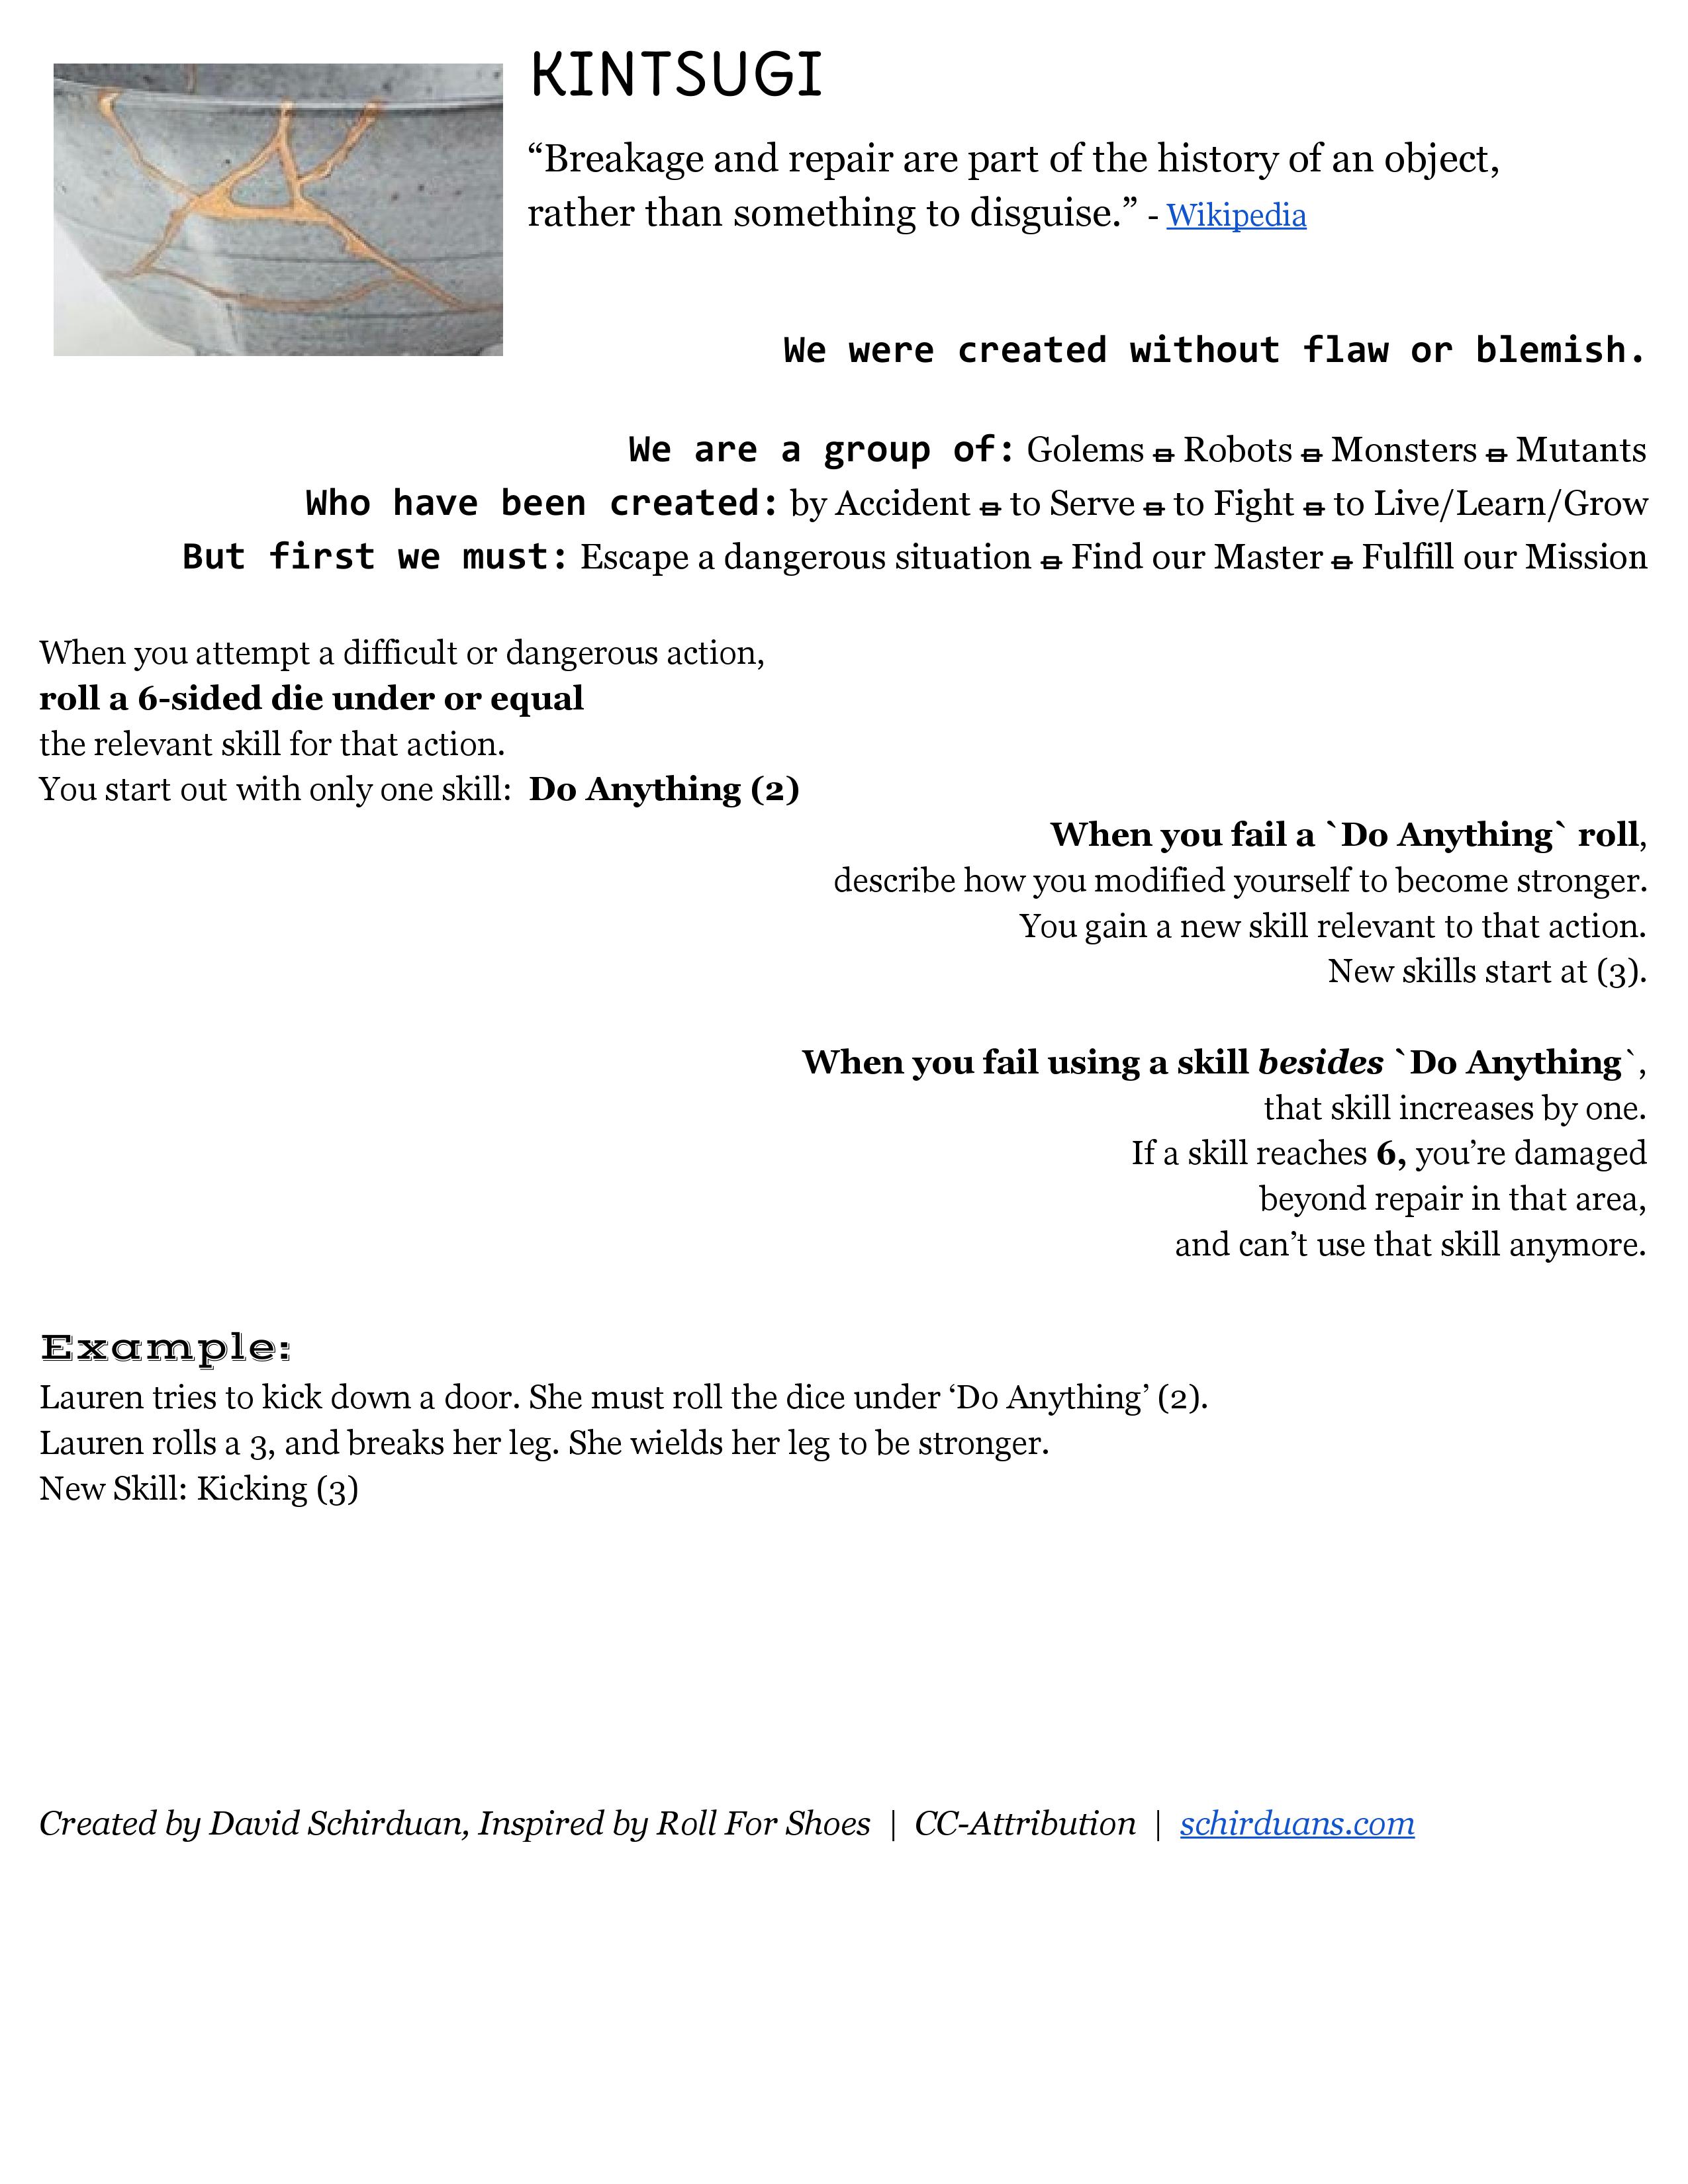 KINTSUGI
“Breakage and repair are part of the history of an object,
rather than something to disguise.” - Wikipedia
We were created without flaw or blemish.
We are a group of: Golems □ Robots □ Monsters □ Mutants
Who have been created: by Accident □ to Serve □ to Fight □ to Live/Learn/Grow
But first we must: Escape a dangerous situation □ Find our Master □ Fulfill our Mission
When you attempt a difficult or dangerous action,
roll a 6-sided die under or equal
the relevant skill for that action.
You start out with only one skill:  Do Anything (2)
When you fail a `Do Anything` roll,
describe how you modified yourself to become stronger.
You gain a new skill relevant to that action.
New skills start at (3).
When you fail using a skill besides `Do Anything`,
that skill increases by one.
If a skill reaches 6, you’re damaged
beyond repair in that area,
and can’t use that skill anymore.
Example:
Lauren tries to kick down a door. She must roll the dice under ‘Do Anything’ (2).
Lauren rolls a 3, and breaks her leg. She wields her leg to be stronger.
New Skill: Kicking (3)
Created by David Schirduan, Inspired by Roll For Shoes | CC-Attribution | schirduans.com